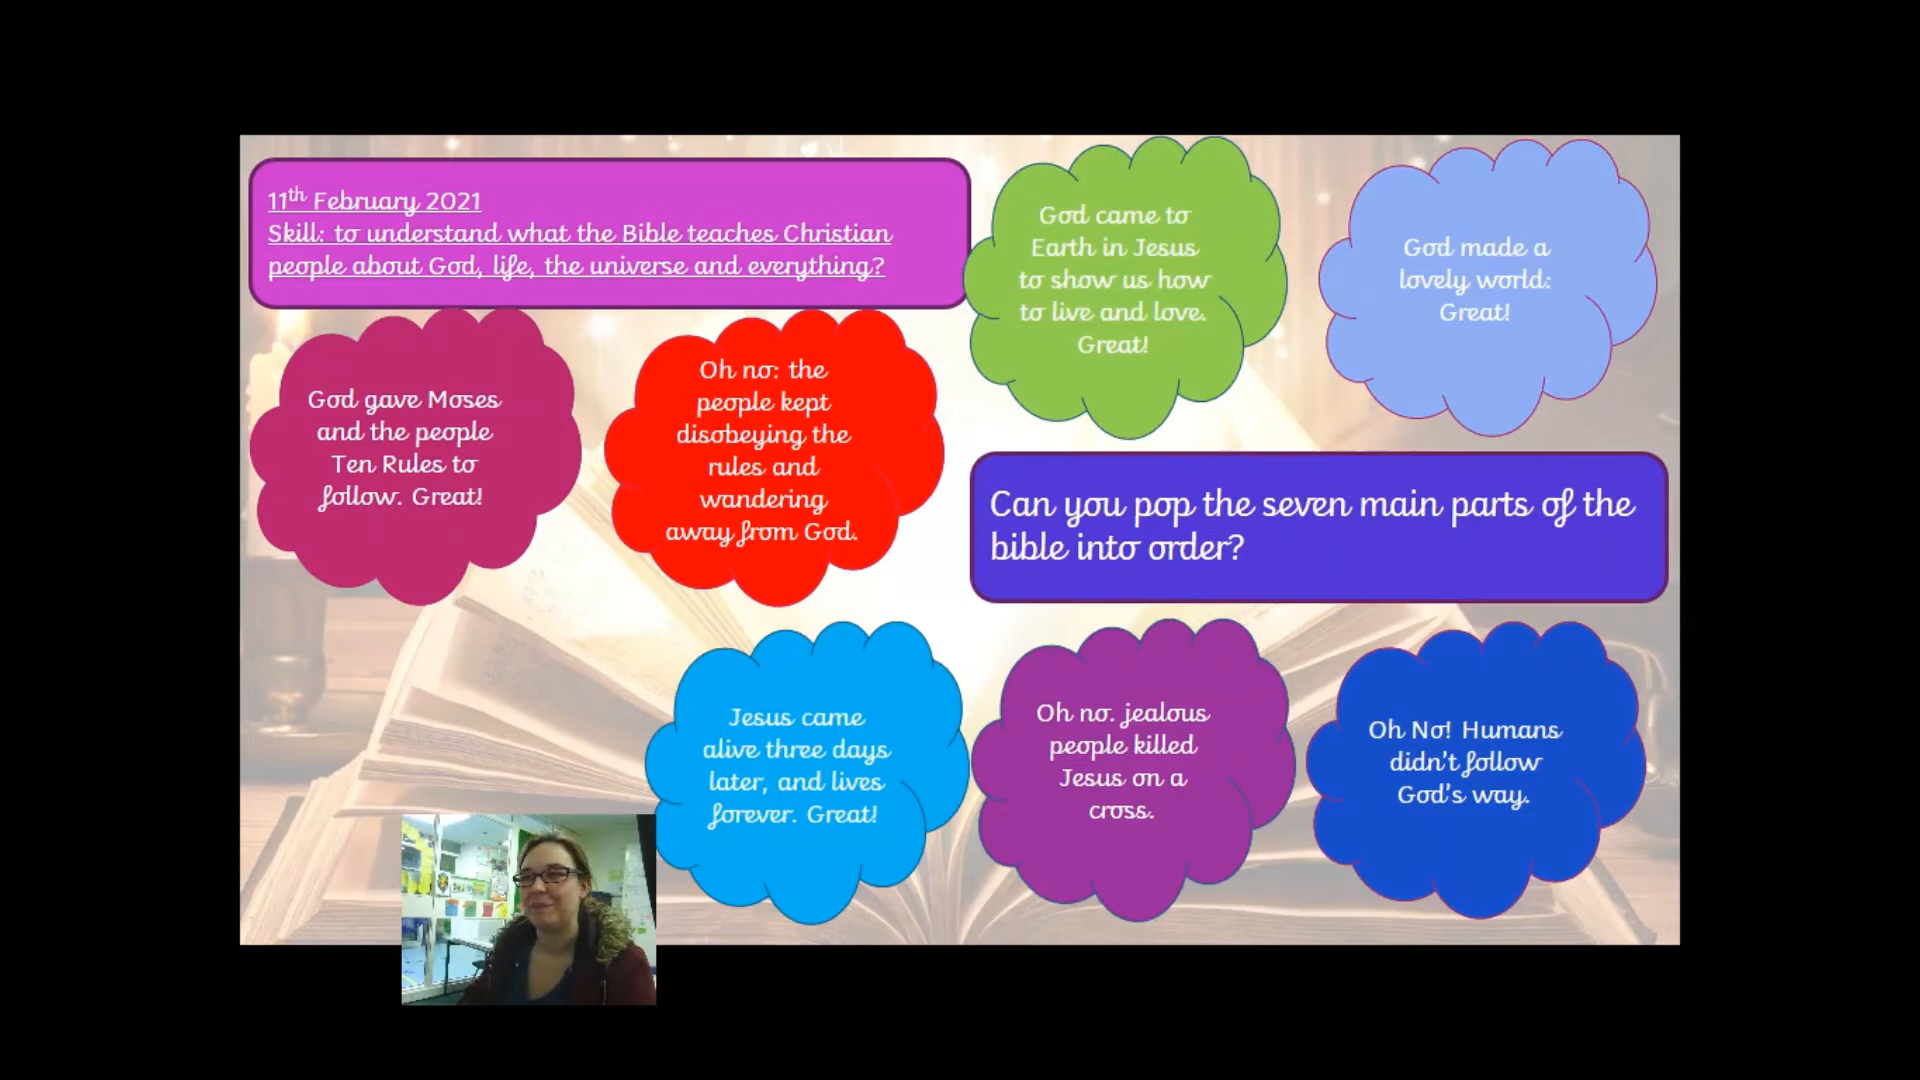 11th February 2021
Skill: to understand what the Bible teaches Christian
people about God, life, the universe and everything?
God came to
Earth in Jesus
to show us how
to live and love.
Great!
God made a
lovely world:
Great!
God gave Moses
and the people
Ten Rules to
follow. Great!
Oh no: the
people kept
disobeying the
rules and
wandering
away from God.
Can you pop the seven main parts of the
bible into order?
Jesus came
alive three days
later, and lives
forever. Great!
Oh no. jealous
people killed
Jesus on a
cross.
Oh No! Humans
didn't follow
God's way.